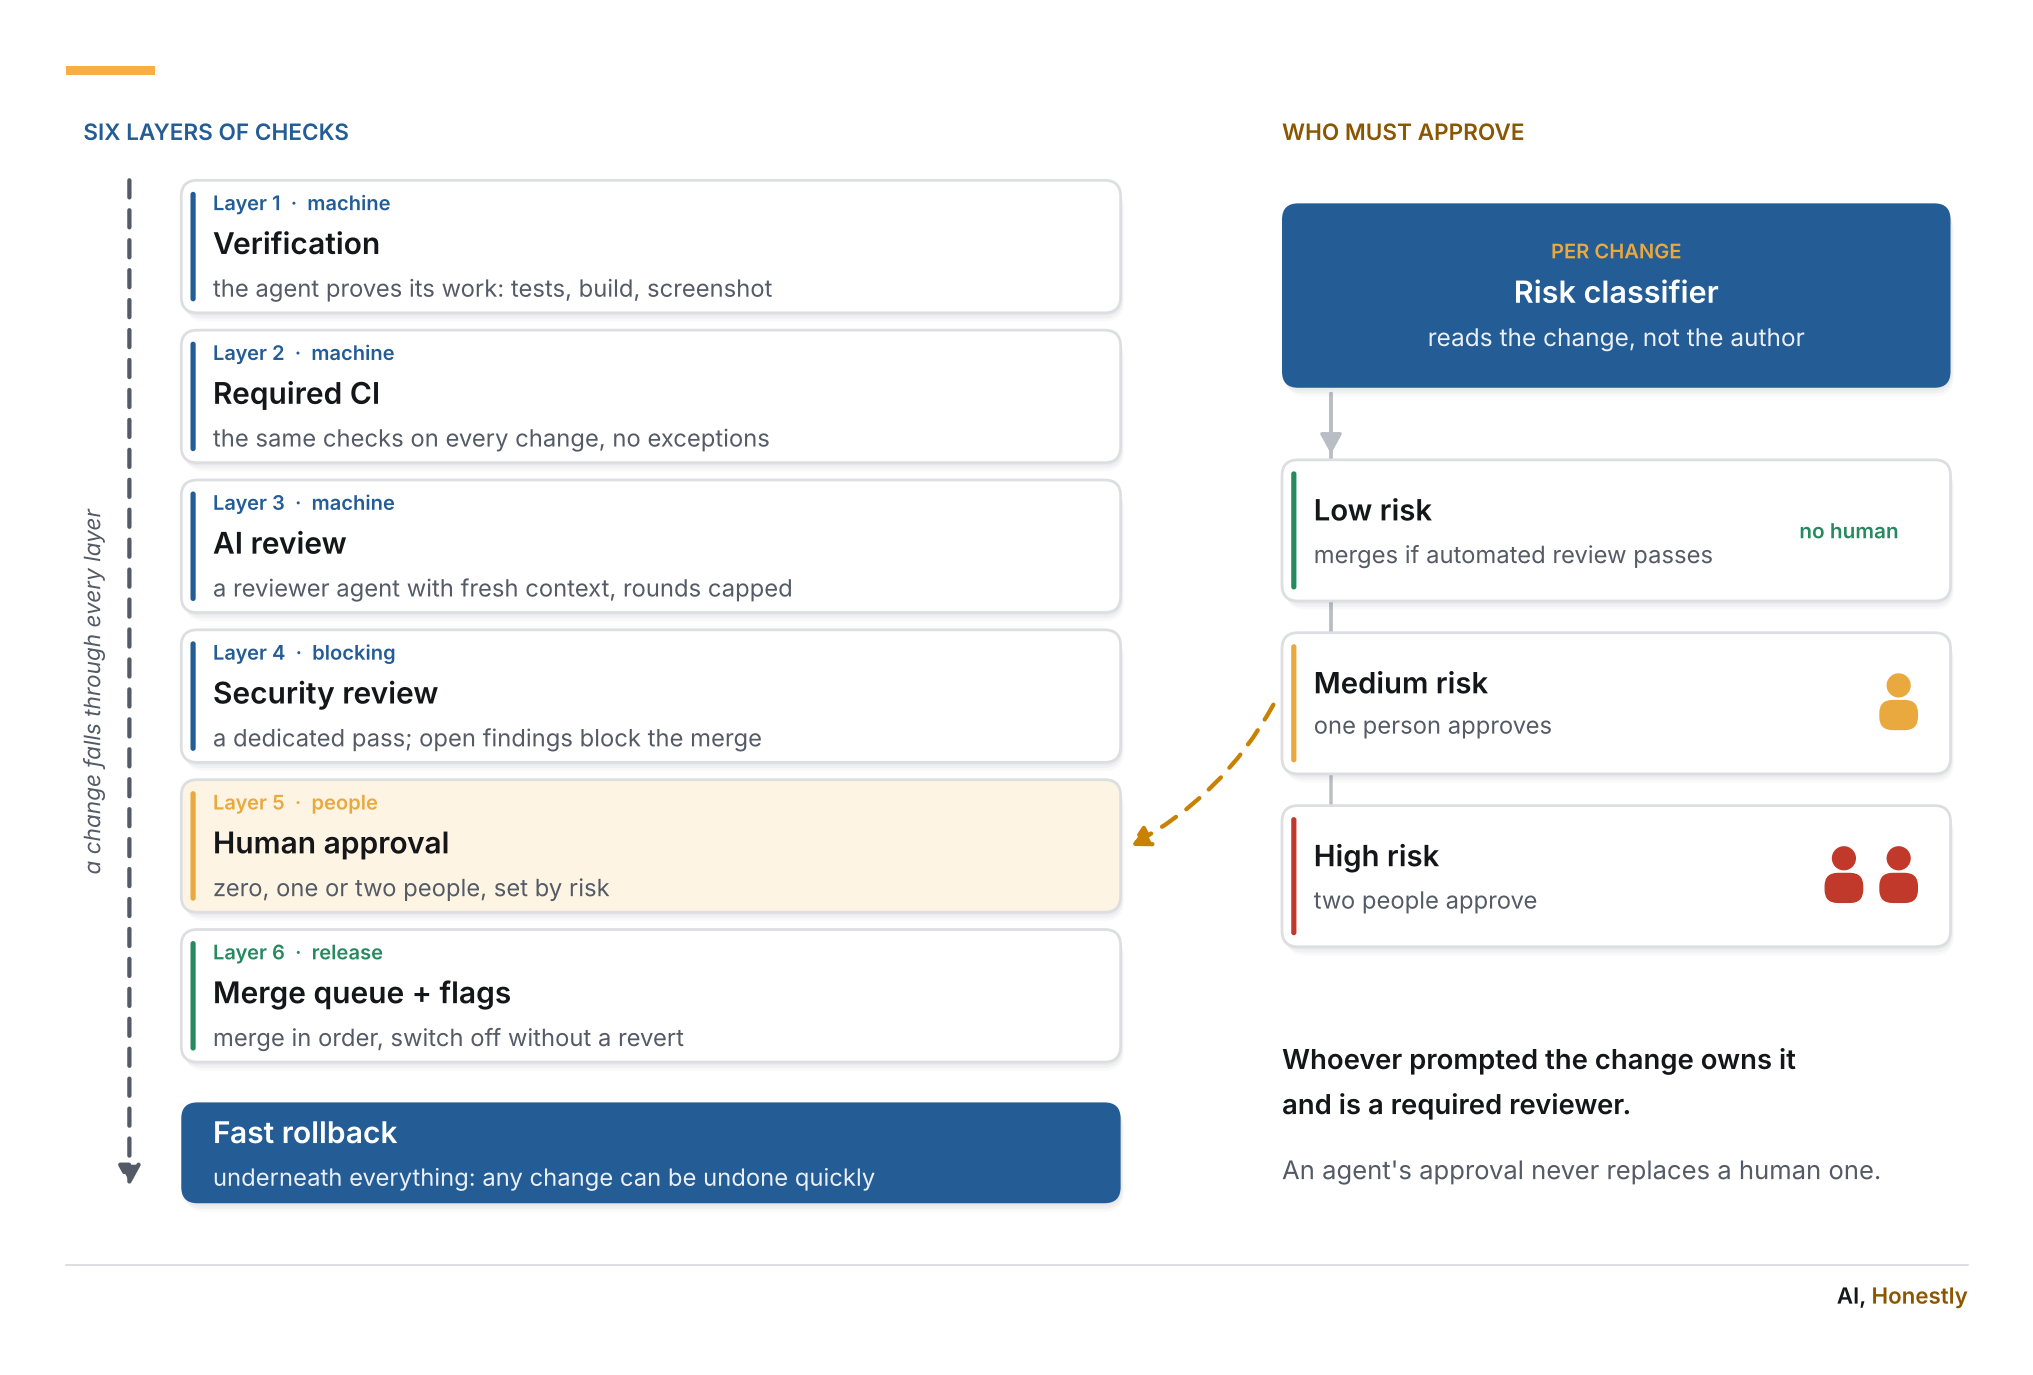 SIX LAYERS OF CHECKS
a change falls through every layer
Layer 1 · machine
Verification
the agent proves its work: tests, build, screenshot
Layer 2 · machine
Required CI
the same checks on every change, no exceptions
Layer 3 · machine
AI review
a reviewer agent with fresh context, rounds capped
Layer 4 · blocking
Security review
a dedicated pass; open findings block the merge
Layer 5 · people
Human approval
zero, one or two people, set by risk
Layer 6 · release
Merge queue + flags
merge in order, switch off without a revert
Fast rollback
underneath everything: any change can be undone quickly
WHO MUST APPROVE
PER CHANGE
Risk classifier
reads the change, not the author
Low risk
merges if automated review passes
no human
Medium risk
one person approves
High risk
two people approve
Whoever prompted the change owns it
and is a required reviewer.
An agent's approval never replaces a human one.
AI, Honestly